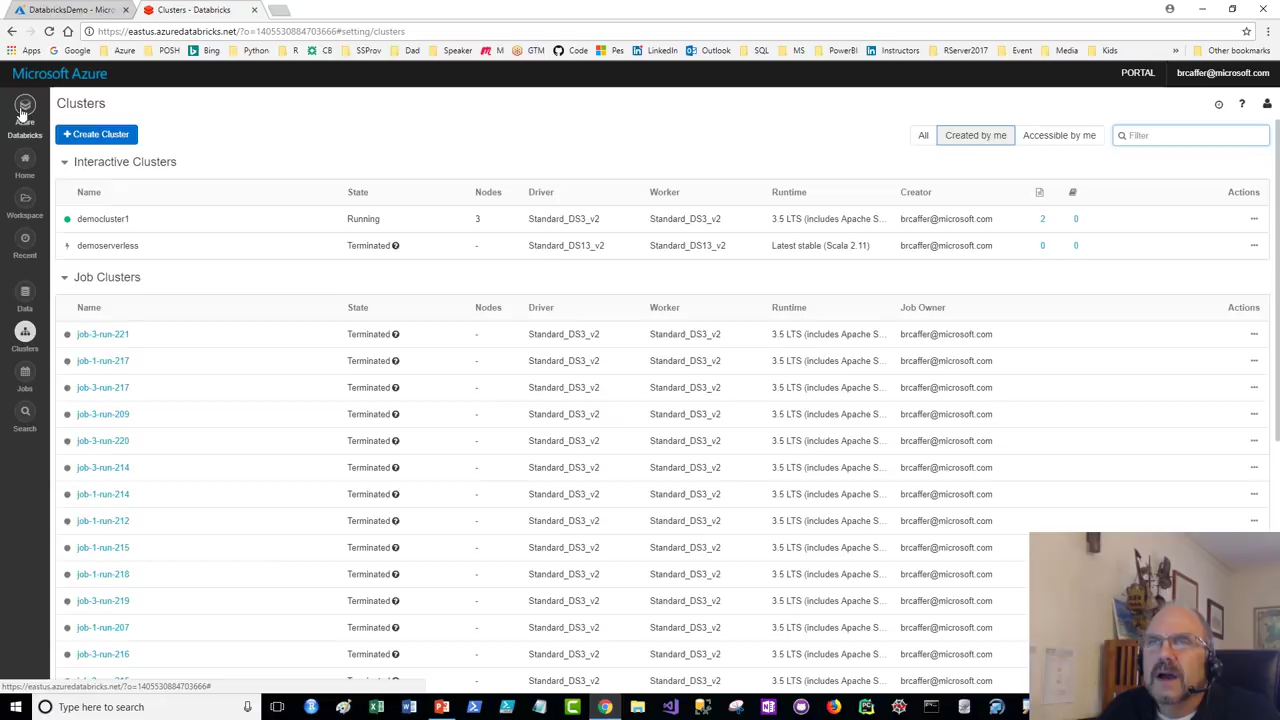 DatabricksDemo - Micro
Clusters - Databricks
https://eastus.azuredatabricks.net/?o=1405530884703666#setting/clusters
Apps Google Azure POSH Bing Python R CB SSProv Dad Speaker M GTM Code Pes LinkedIn Outlook SQL MS PowerBI Instructors RServer2017 Event Media Kids » Other bookmarks
Microsoft Azure PORTAL brcaffer@microsoft.com
Azure
Databricks
Home
Workspace
Recent
Data
Clusters
Jobs
Search
Clusters
+ Create Cluster All Created by me Accessible by me Filter
Interactive Clusters
Name State Nodes Driver Worker Runtime Creator Actions
democluster1 Running 3 Standard_DS3_v2 Standard_DS3_v2 3.5 LTS (includes Apache S... brcaffer@microsoft.com 2 0 ···
demoserverless Terminated - Standard_DS13_v2 Standard_DS13_v2 Latest stable (Scala 2.11) brcaffer@microsoft.com 0 0 ···
Job Clusters
Name State Nodes Driver Worker Runtime Job Owner Actions
job-3-run-221 Terminated - Standard_DS3_v2 Standard_DS3_v2 3.5 LTS (includes Apache S... brcaffer@microsoft.com ···
job-1-run-217 Terminated - Standard_DS3_v2 Standard_DS3_v2 3.5 LTS (includes Apache S... brcaffer@microsoft.com ···
job-3-run-217 Terminated - Standard_DS3_v2 Standard_DS3_v2 3.5 LTS (includes Apache S... brcaffer@microsoft.com ···
job-3-run-209 Terminated - Standard_DS3_v2 Standard_DS3_v2 3.5 LTS (includes Apache S... brcaffer@microsoft.com ···
job-3-run-220 Terminated - Standard_DS3_v2 Standard_DS3_v2 3.5 LTS (includes Apache S... brcaffer@microsoft.com ···
job-3-run-214 Terminated - Standard_DS3_v2 Standard_DS3_v2 3.5 LTS (includes Apache S... brcaffer@microsoft.com ···
job-1-run-214 Terminated - Standard_DS3_v2 Standard_DS3_v2 3.5 LTS (includes Apache S... brcaffer@microsoft.com ···
job-1-run-212 Terminated - Standard_DS3_v2 Standard_DS3_v2 3.5 LTS (includes Apache S... brcaffer@microsoft.com ···
job-1-run-215 Terminated - Standard_DS3_v2 Standard_DS3_v2 3.5 LTS (includes Apache S... brcaffer@microsoft.com
job-1-run-218 Terminated - Standard_DS3_v2 Standard_DS3_v2 3.5 LTS (includes Apache S... brcaffer@microsoft.com
job-3-run-219 Terminated - Standard_DS3_v2 Standard_DS3_v2 3.5 LTS (includes Apache S... brcaffer@microsoft.com
job-1-run-207 Terminated - Standard_DS3_v2 Standard_DS3_v2 3.5 LTS (includes Apache S... brcaffer@microsoft.com
job-3-run-216 Terminated - Standard_DS3_v2 Standard_DS3_v2 3.5 LTS (includes Apache S... brcaffer@microsoft.com
Standard_DS3_v2 Standard_DS3_v2 3.5 LTS (includes Apache S... brcaffer@microsoft.com
https://eastus.azuredatabricks.net/?o=1405530884703666#
Type here to search